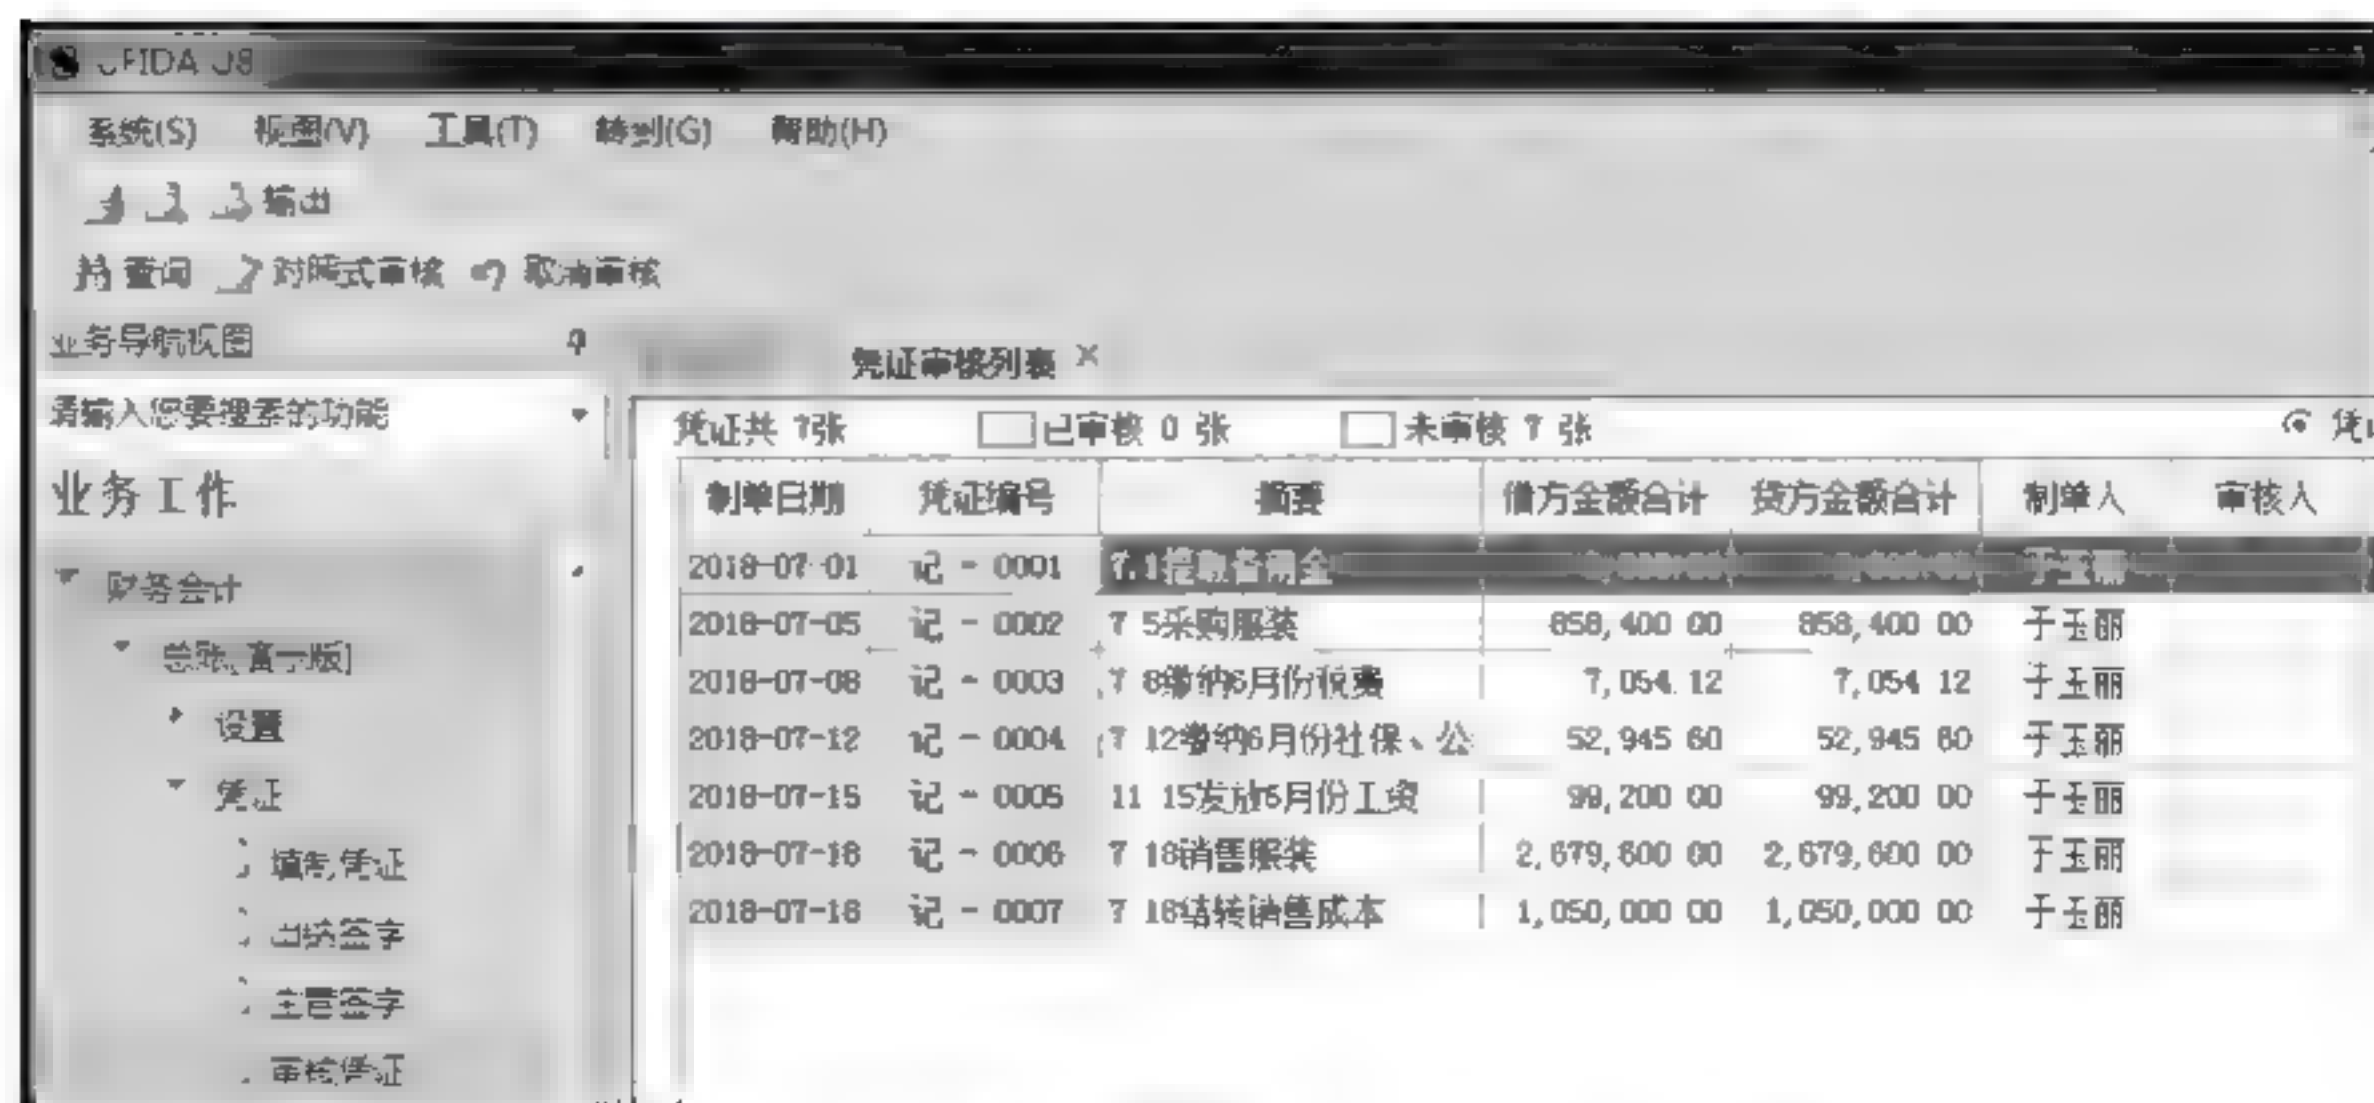 UFIDA U8
系统(S) 视图(V) 工具(T) 转到(G) 帮助(H)
输出
查询 对照式审核 取消审核
业务导航视图
凭证审核列表
请输入您要搜索的功能
凭证共 7张 已审核 0 张 未审核 7 张
业务工作
制单日期 凭证编号 摘要 借方金额合计 贷方金额合计 制单人 审核人
2018-07-01 记 - 0001 7.1提取备用金 于玉丽
财务会计
2018-07-05 记 - 0002 7 5采购服装 858,400 00 858,400 00 于玉丽
总账
2018-07-08 记 - 0003 7 8缴纳6月份税费 7,054.12 7,054 12 于玉丽
设置
2018-07-12 记 - 0004 7 12缴纳6月份社保、公 52,945 60 52,945 60 于玉丽
凭证
2018-07-15 记 - 0005 11 15发放6月份工资 99,200 00 99,200 00 于玉丽
填制凭证
2018-07-18 记 - 0006 7 18销售服装 2,679,600 00 2,679,600 00 于玉丽
2018-07-18 记 - 0007 7 18结转销售成本 1,050,000 00 1,050,000 00 于玉丽
出纳签字
主管签字
审核凭证